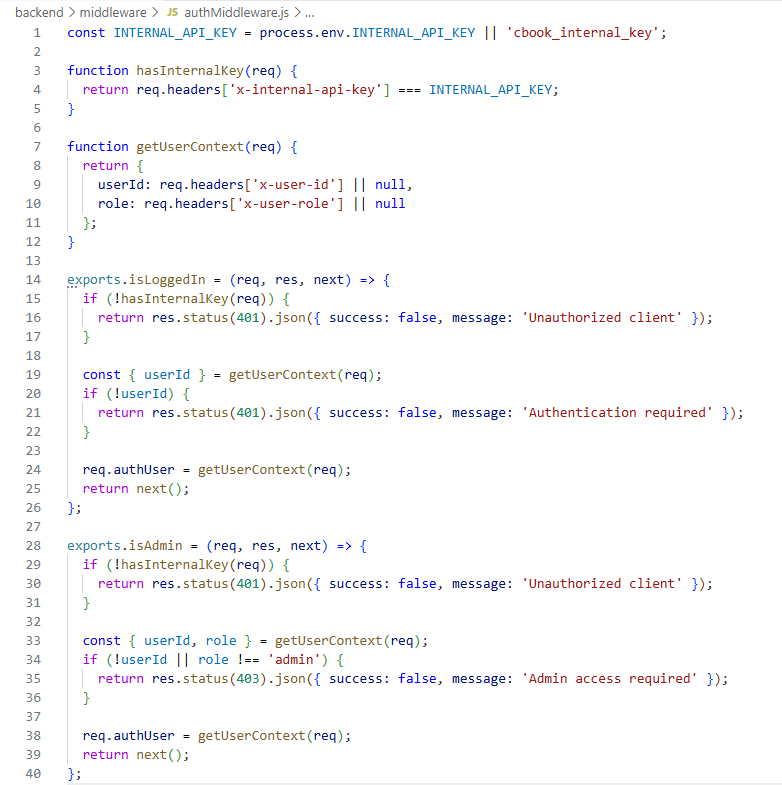 backend > middleware > JS authMiddleware.js > ...
1 const INTERNAL_API_KEY = process.env.INTERNAL_API_KEY || 'cbook_internal_key';
2
3 function hasInternalKey(req) {
4   return req.headers['x-internal-api-key'] === INTERNAL_API_KEY;
5 }
6
7 function getUserContext(req) {
8   return {
9     userId: req.headers['x-user-id'] || null,
10     role: req.headers['x-user-role'] || null
11   };
12 }
13
14 exports.isLoggedIn = (req, res, next) => {
15   if (!hasInternalKey(req)) {
16     return res.status(401).json({ success: false, message: 'Unauthorized client' });
17   }
18
19   const { userId } = getUserContext(req);
20   if (!userId) {
21     return res.status(401).json({ success: false, message: 'Authentication required' });
22   }
23
24   req.authUser = getUserContext(req);
25   return next();
26 };
27
28 exports.isAdmin = (req, res, next) => {
29   if (!hasInternalKey(req)) {
30     return res.status(401).json({ success: false, message: 'Unauthorized client' });
31   }
32
33   const { userId, role } = getUserContext(req);
34   if (!userId || role !== 'admin') {
35     return res.status(403).json({ success: false, message: 'Admin access required' });
36   }
37
38   req.authUser = getUserContext(req);
39   return next();
40 };